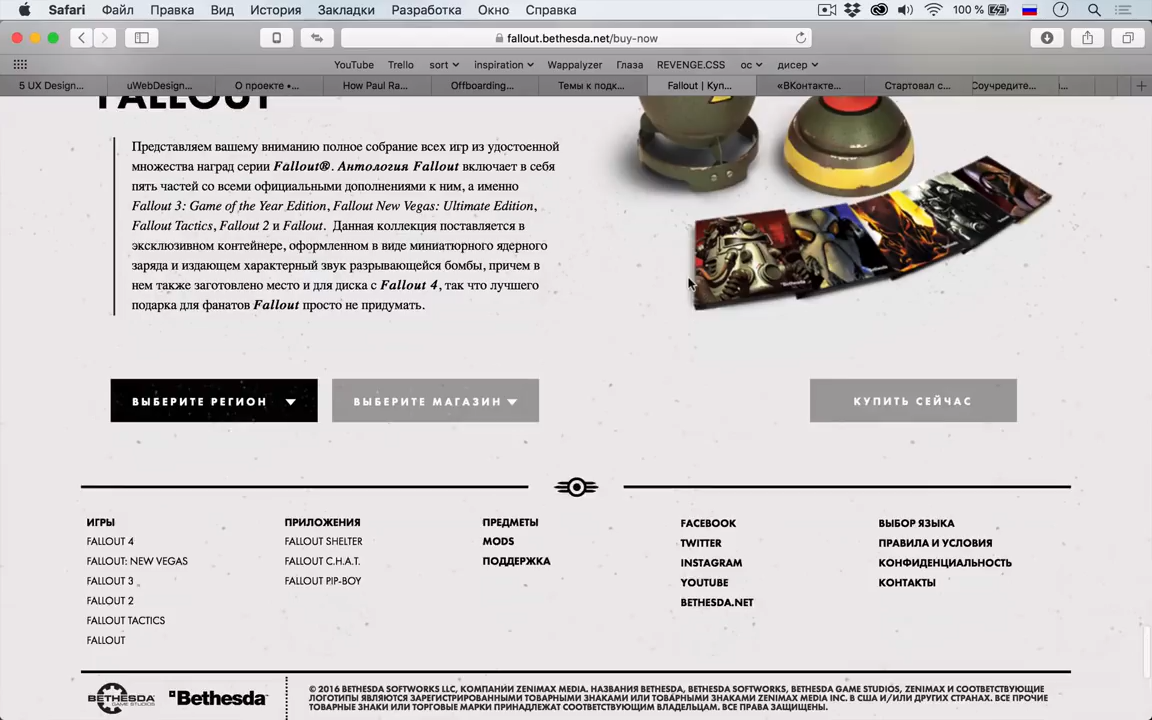 Safari Файл Правка Вид История Закладки Разработка Окно Справка 100 %
fallout.bethesda.net/buy-now
YouTube Trello sort inspiration Wappalyzer Глаза REVENGE.CSS ос дисер
5 UX Design... uWebDesign... О проекте •... How Paul Ra... Offboarding... Темы к подк... Fallout | Куп... «ВКонтакте... Стартовал с... Соучредите...
FALLOUT
Представляем вашему вниманию полное собрание всех игр из удостоенной
множества наград серии Fallout®. Антология Fallout включает в себя
пять частей со всеми официальными дополнениями к ним, а именно
Fallout 3: Game of the Year Edition, Fallout New Vegas: Ultimate Edition,
Fallout Tactics, Fallout 2 и Fallout. Данная коллекция поставляется в
эксклюзивном контейнере, оформленном в виде миниатюрного ядерного
заряда и издающем характерный звук разрывающейся бомбы, причем в
нем также заготовлено место и для диска с Fallout 4, так что лучшего
подарка для фанатов Fallout просто не придумать.
ВЫБЕРИТЕ РЕГИОН ВЫБЕРИТЕ МАГАЗИН КУПИТЬ СЕЙЧАС
ИГРЫ
FALLOUT 4
FALLOUT: NEW VEGAS
FALLOUT 3
FALLOUT 2
FALLOUT TACTICS
FALLOUT
ПРИЛОЖЕНИЯ
FALLOUT SHELTER
FALLOUT C.H.A.T.
FALLOUT PIP-BOY
ПРЕДМЕТЫ
MODS
ПОДДЕРЖКА
FACEBOOK
TWITTER
INSTAGRAM
YOUTUBE
BETHESDA.NET
ВЫБОР ЯЗЫКА
ПРАВИЛА И УСЛОВИЯ
КОНФИДЕНЦИАЛЬНОСТЬ
КОНТАКТЫ
BETHESDA
GAME STUDIOS
Bethesda
© 2016 BETHESDA SOFTWORKS LLC, КОМПАНИИ ZENIMAX MEDIA. НАЗВАНИЯ BETHESDA, BETHESDA SOFTWORKS, BETHESDA GAME STUDIOS, ZENIMAX И СООТВЕТСТВУЮЩИЕ
ЛОГОТИПЫ ЯВЛЯЮТСЯ ЗАРЕГИСТРИРОВАННЫМИ ТОВАРНЫМИ ЗНАКАМИ ИЛИ ТОВАРНЫМИ ЗНАКАМИ ZENIMAX MEDIA INC. В США И/ИЛИ ДРУГИХ СТРАНАХ. ВСЕ ПРОЧИЕ
ТОВАРНЫЕ ЗНАКИ ИЛИ ТОРГОВЫЕ МАРКИ ПРИНАДЛЕЖАТ СООТВЕТСТВУЮЩИМ ВЛАДЕЛЬЦАМ. ВСЕ ПРАВА ЗАЩИЩЕНЫ.